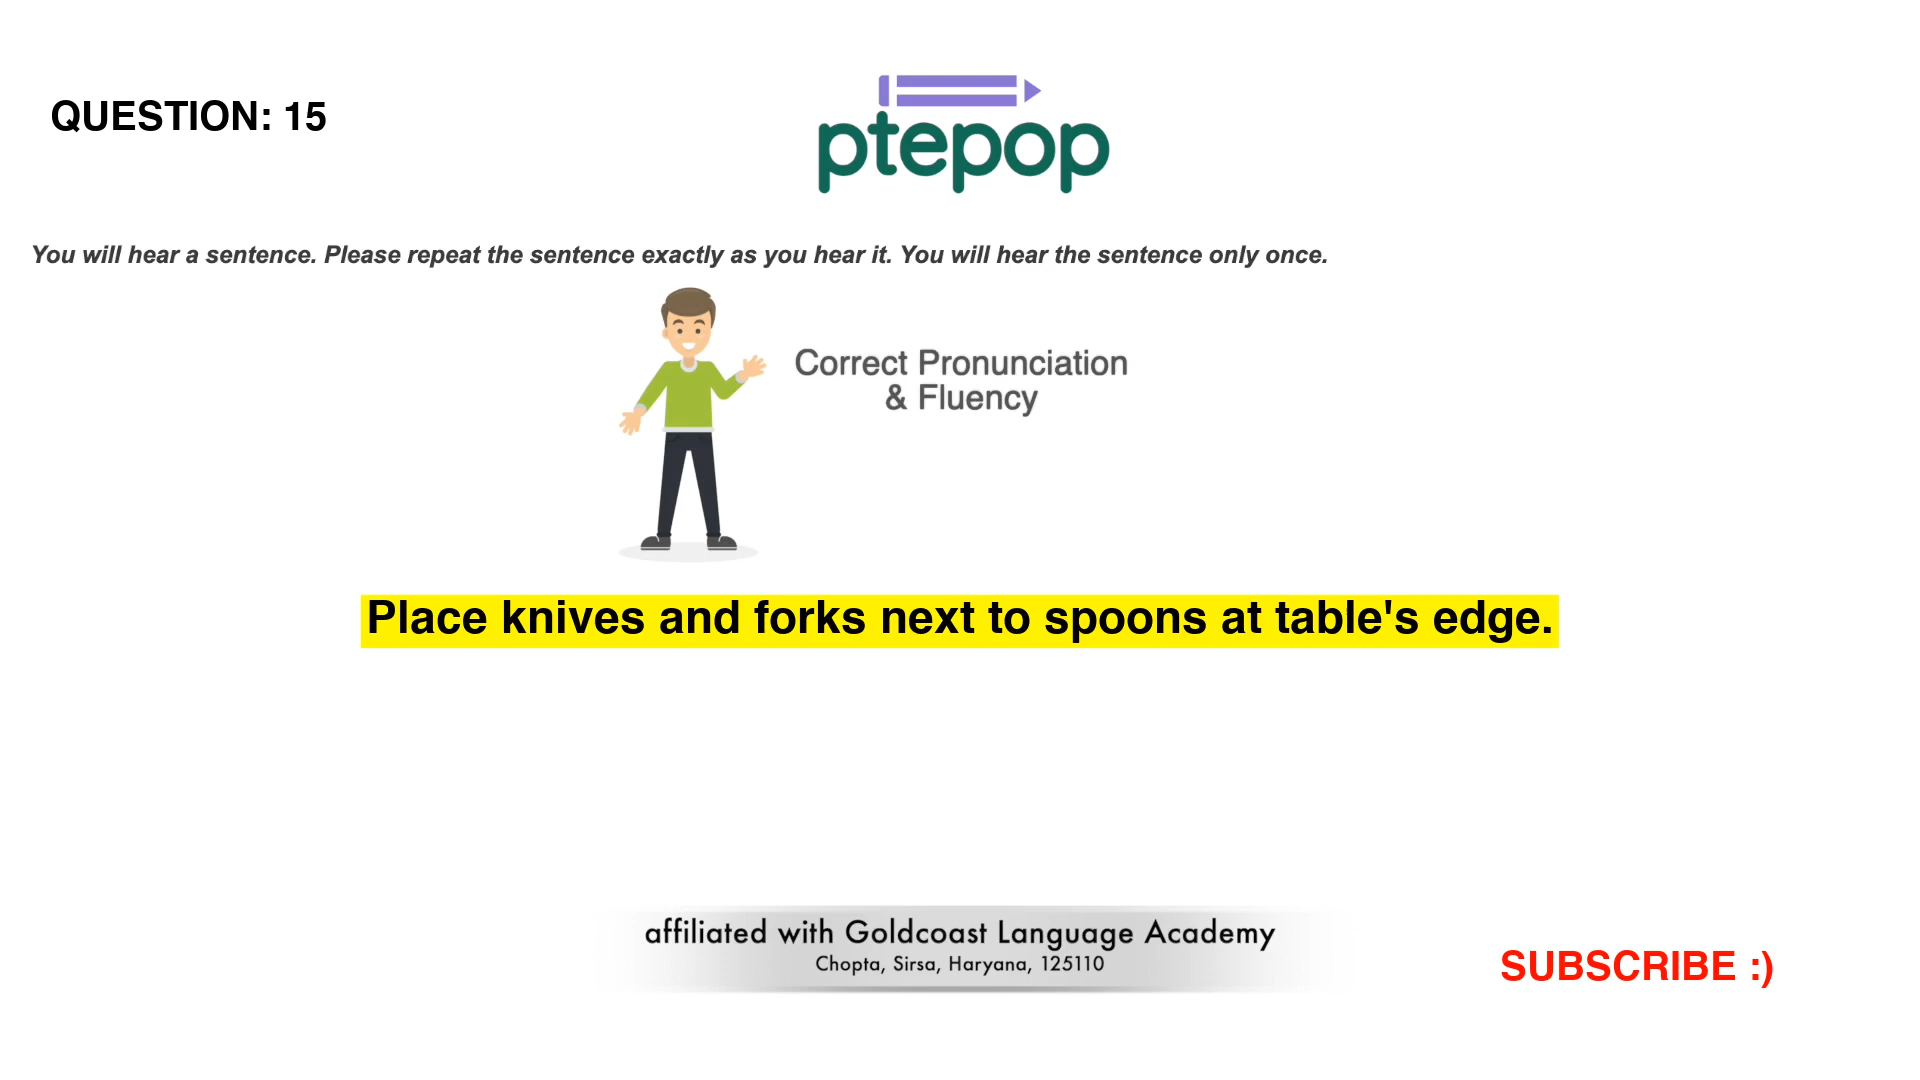 QUESTION: 15
ptepop
You will hear a sentence. Please repeat the sentence exactly as you hear it. You will hear the sentence only once.
Correct Pronunciation
& Fluency
Place knives and forks next to spoons at table's edge.
affiliated with Goldcoast Language Academy
Chopta, Sirsa, Haryana, 125110
SUBSCRIBE :)